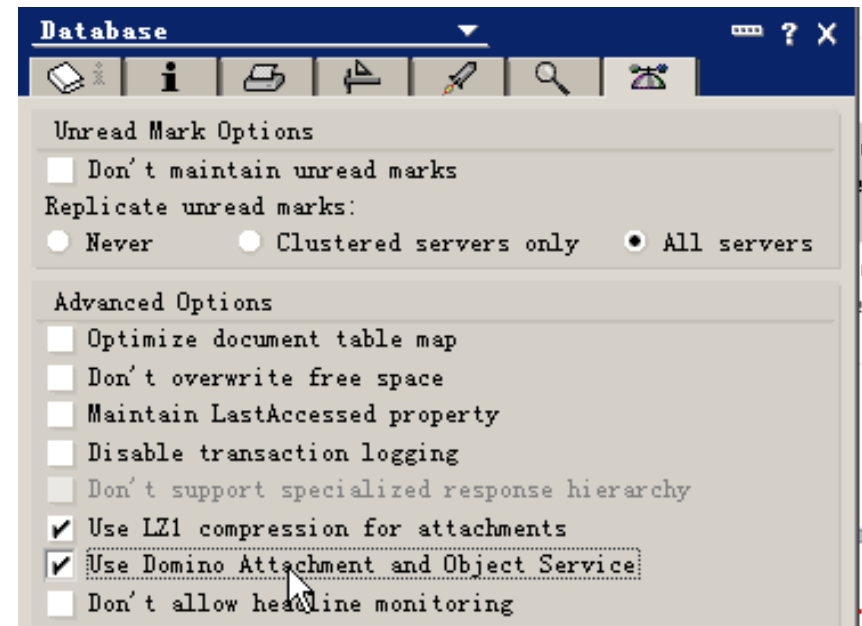 Database
? X
i i
Unread Mark Options
Don't maintain unread marks
Replicate unread marks:
Never Clustered servers only All servers
Advanced Options
Optimize document table map
Don't overwrite free space
Maintain LastAccessed property
Disable transaction logging
Don't support specialized response hierarchy
Use LZ1 compression for attachments
Use Domino Attachment and Object Service
Don't allow headline monitoring